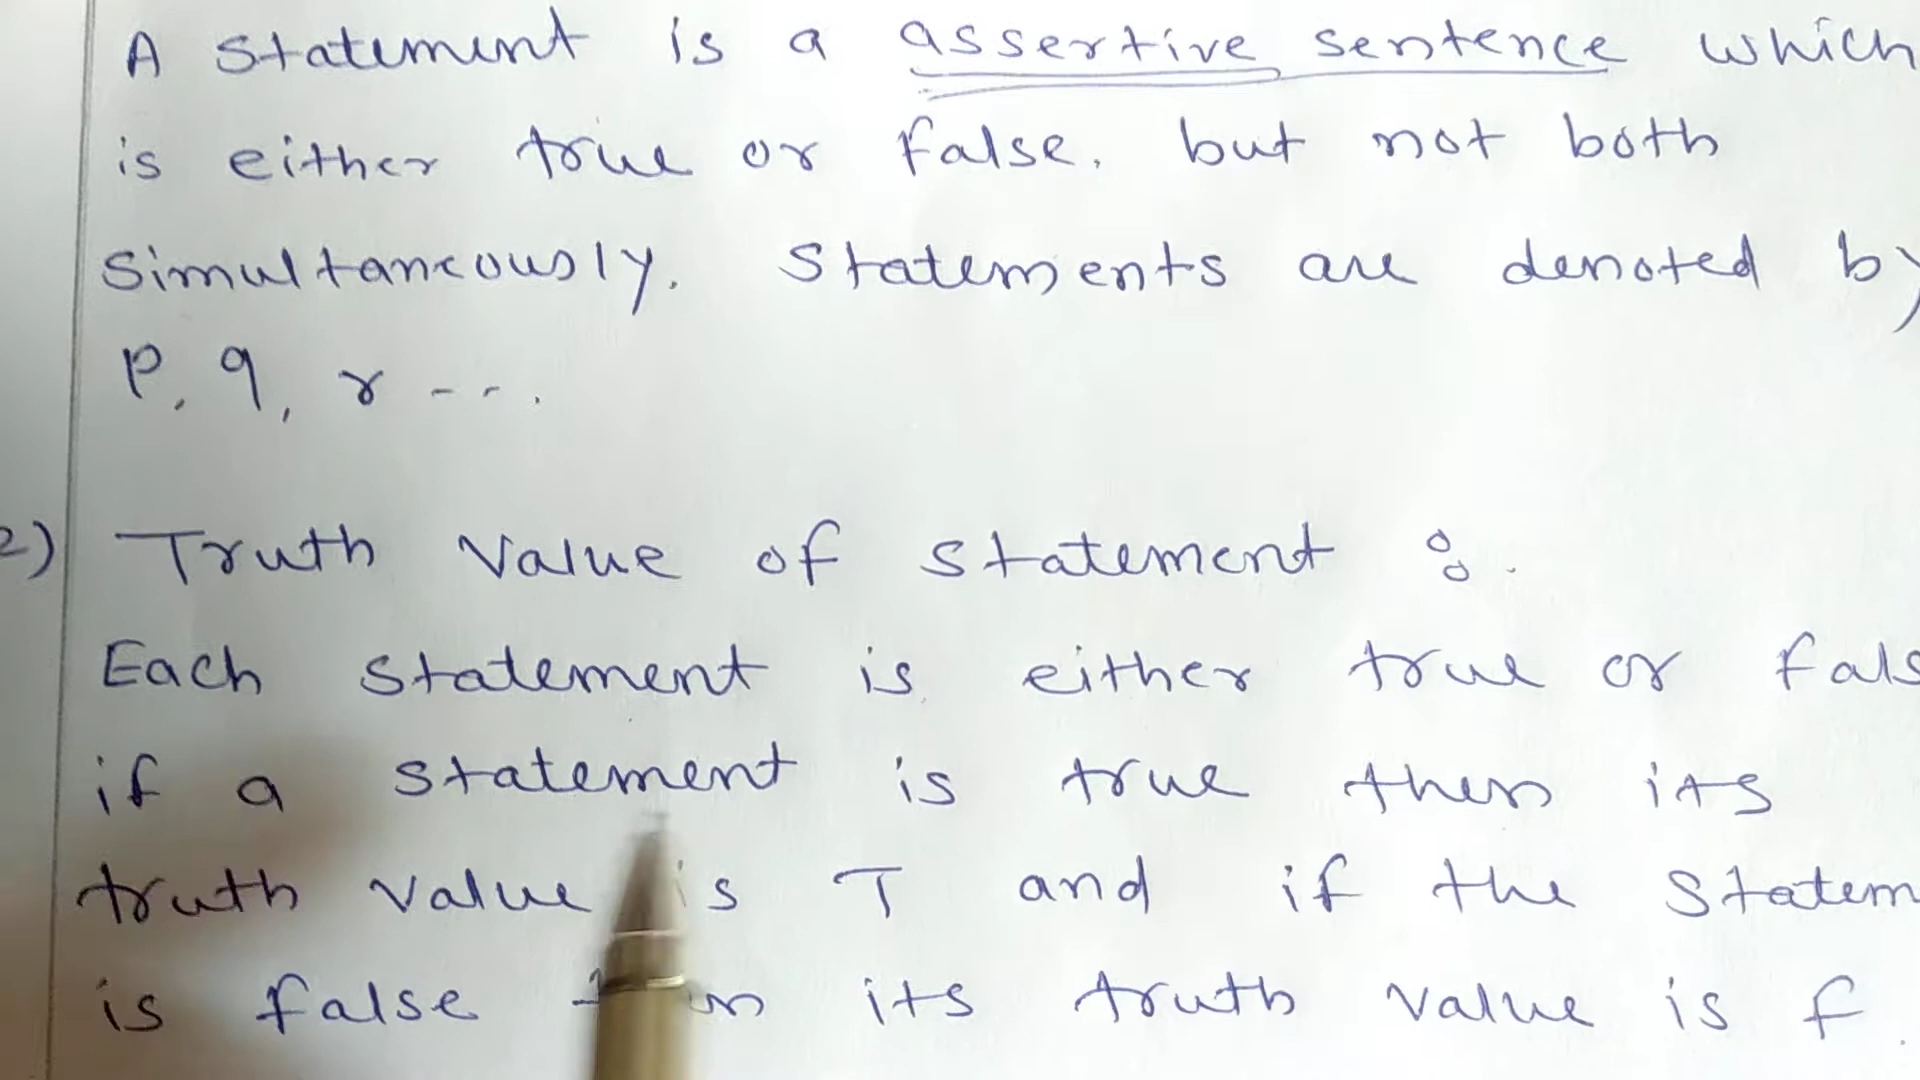 A statement is a assertive sentence which
is either true or false. but not both
simultaneously. Statements are denoted by
P, q, r ---.
2) Truth Value of statement :.
Each statement is either true or fals
if a statement is true then its
truth value is T and if the Statem
is false its truth value is f.